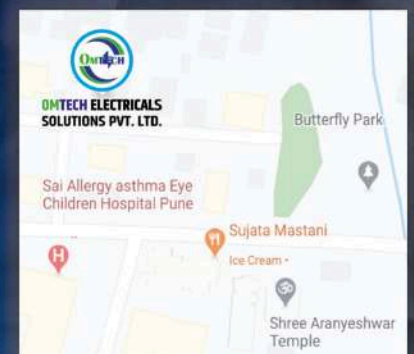 OMTECH
OMTECH ELECTRICALS
SOLUTIONS PVT. LTD.
Butterfly Park
Sai Allergy asthma Eye
Children Hospital Pune
H
Sujata Mastani
Ice Cream
ॐ
Shree Aranyeshwar
Temple